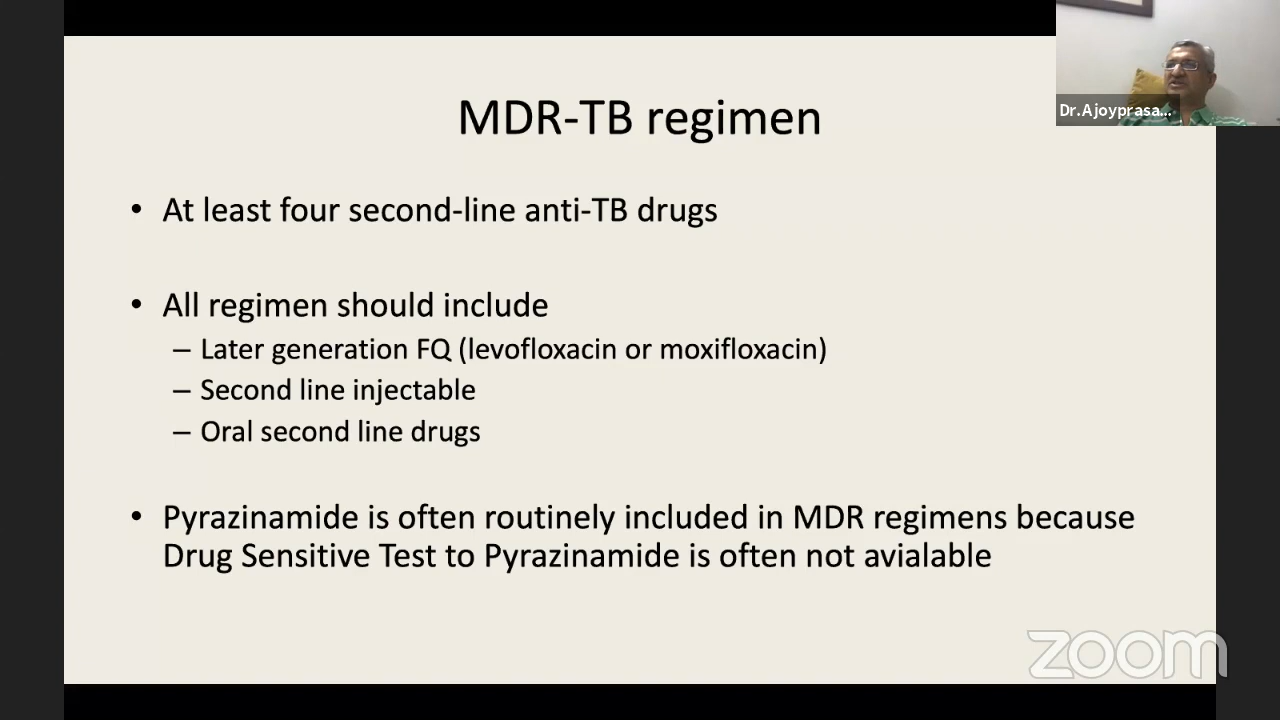 MDR-TB regimen
• At least four second-line anti-TB drugs
• All regimen should include
– Later generation FQ (levofloxacin or moxifloxacin)
– Second line injectable
– Oral second line drugs
• Pyrazinamide is often routinely included in MDR regimens because
Drug Sensitive Test to Pyrazinamide is often not avialable
Dr.Ajoyprasa...
zoom